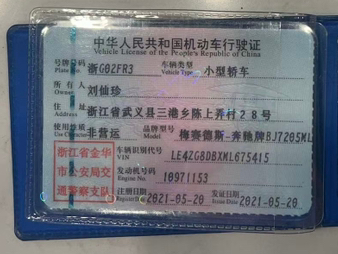 中华人民共和国机动车行驶证
Vehicle License of the People's Republic of China
号牌号码 Plate No. 浙G02FR3 车辆类型 Vehicle Type 小型轿车
所有人 Owner 刘仙珍
住址 Address 浙江省武义县三港乡陈上弄村28号
使用性质 Use Character 非营运 品牌型号 Model 梅赛德斯-奔驰牌BJ7205ML
浙江省金华市公安局交通警察支队
车辆识别代号 VIN LE4ZG8DBXML675415
发动机号码 Engine No. 10971153
注册日期 Register Date 2021-05-20 发证日期 Issue Date 2021-05-20